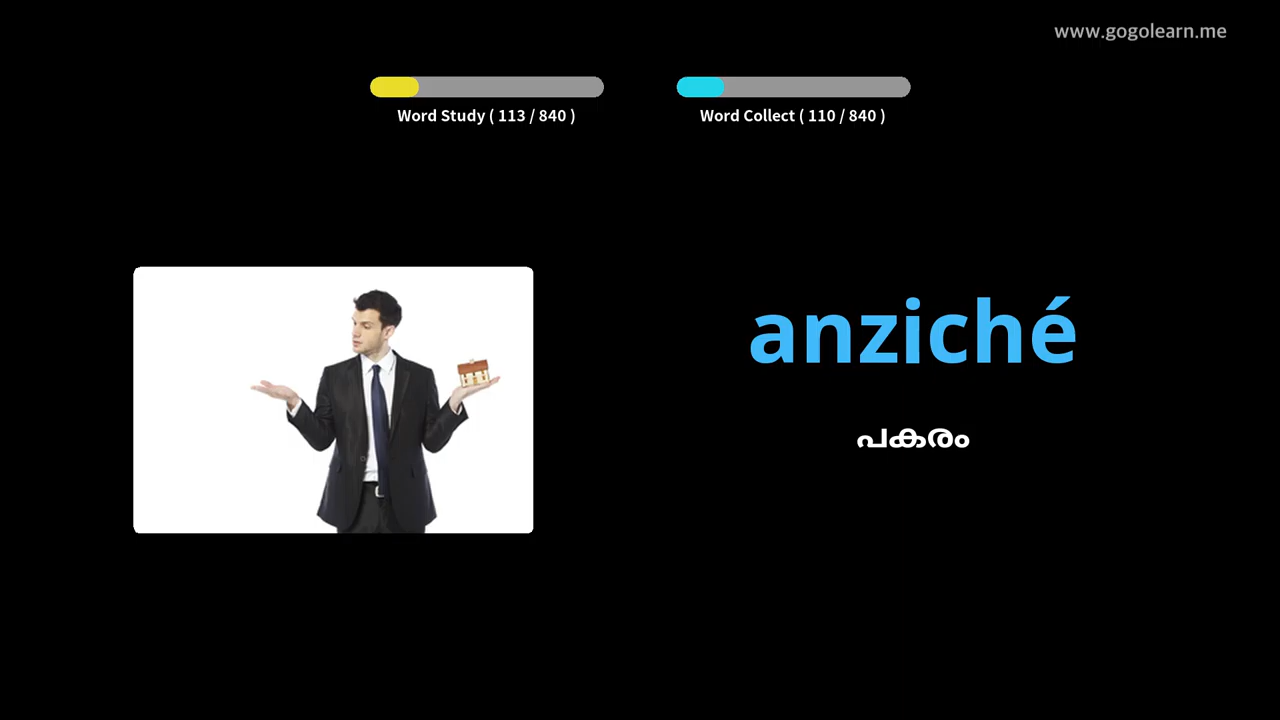 www.gogolearn.me
Word Study ( 113 / 840 )
Word Collect ( 110 / 840 )
anziché
പകരം